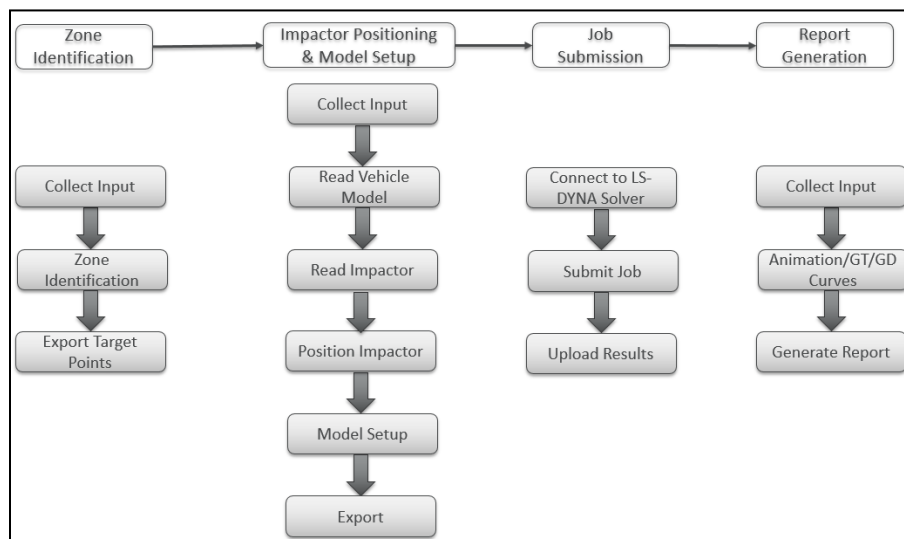 Zone
Identification
Impactor Positioning
& Model Setup
Job
Submission
Report
Generation
Collect Input
Zone
Identification
Export Target
Points
Collect Input
Read Vehicle
Model
Read Impactor
Position Impactor
Model Setup
Export
Connect to LS-
DYNA Solver
Submit Job
Upload Results
Collect Input
Animation/GT/GD
Curves
Generate Report